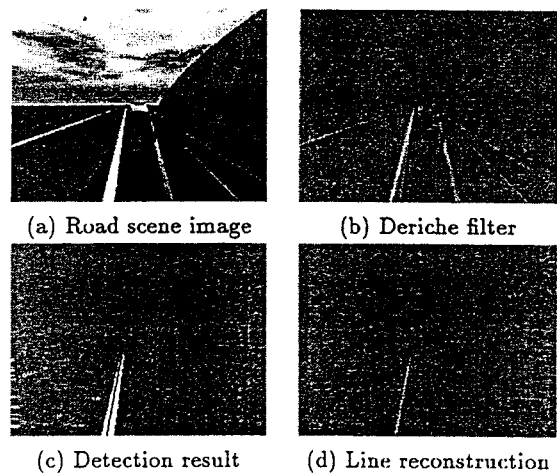 (a) Road scene image
(b) Deriche filter
(c) Detection result
(d) Line reconstruction